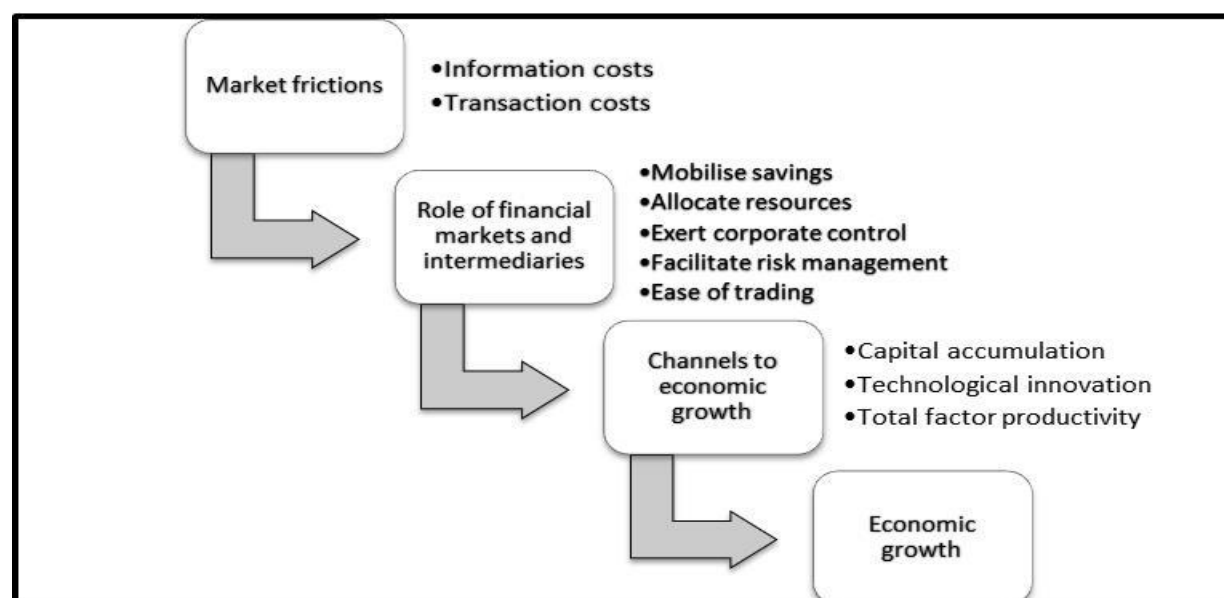 Market frictions
•Information costs
•Transaction costs
Role of financial
markets and
intermediaries
•Mobilise savings
•Allocate resources
•Exert corporate control
•Facilitate risk management
•Ease of trading
Channels to
economic
growth
•Capital accumulation
•Technological innovation
•Total factor productivity
Economic
growth